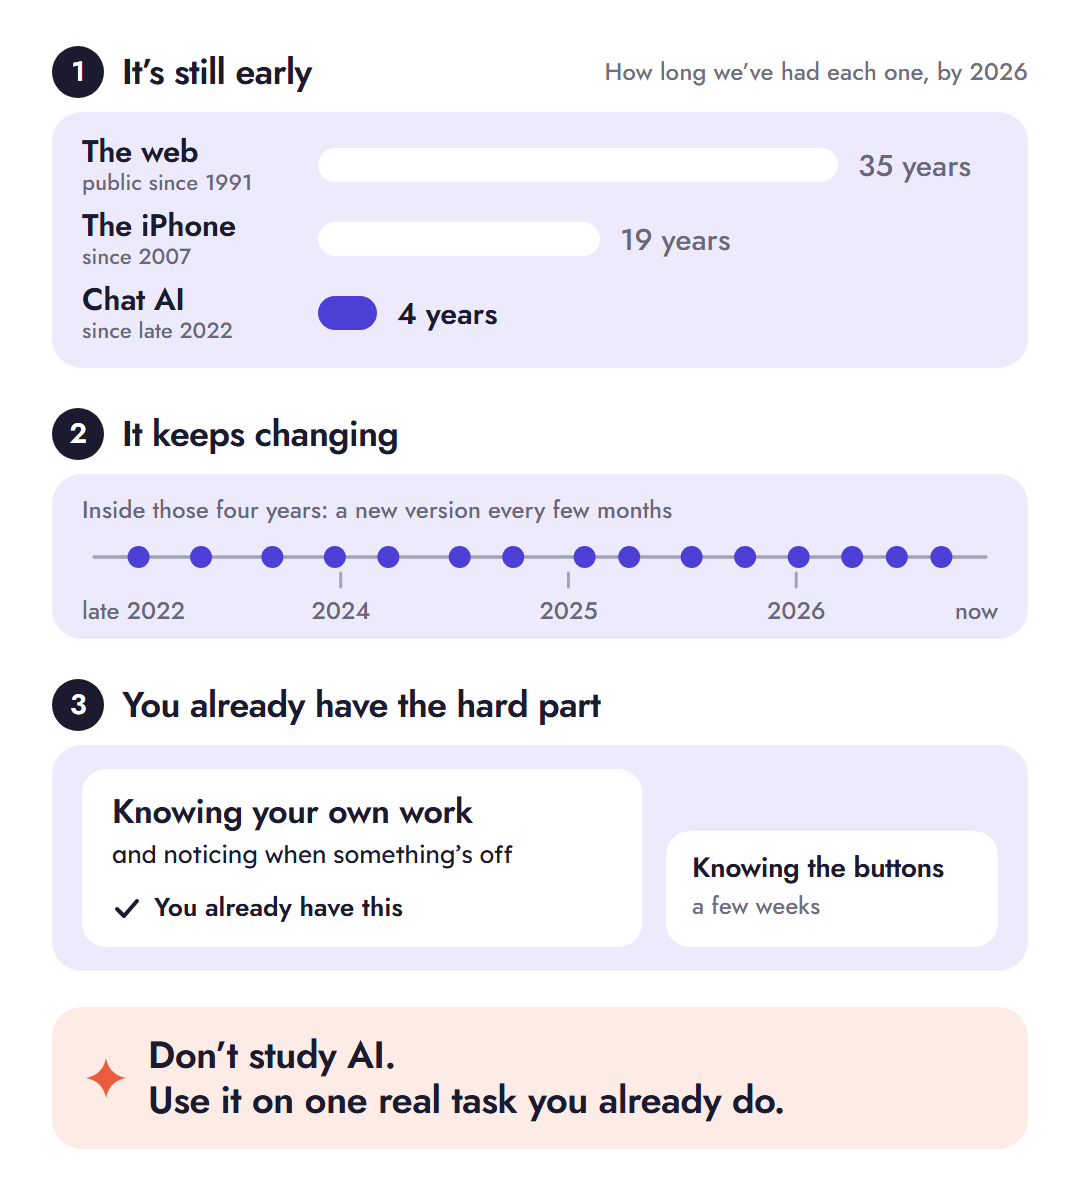 1 It’s still early
How long we’ve had each one, by 2026
The web
public since 1991
35 years
The iPhone
since 2007
19 years
Chat AI
since late 2022
4 years
2 It keeps changing
Inside those four years: a new version every few months
late 2022 2024 2025 2026 now
3 You already have the hard part
Knowing your own work
and noticing when something’s off
You already have this
Knowing the buttons
a few weeks
Don’t study AI.
Use it on one real task you already do.